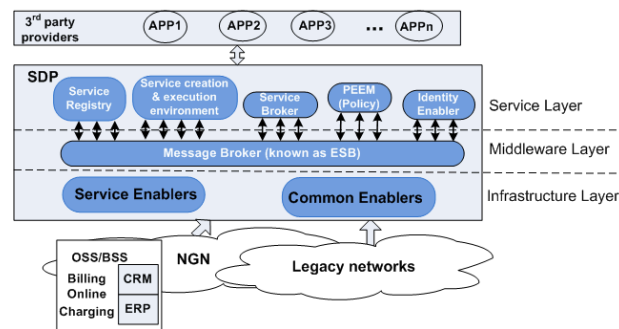 3rd party
providers
APP1
APP2
APP3
...
APPn
SDP
Service
Registry
Service creation
& execution
environment
Service
Broker
PEEM
(Policy)
Identity
Enabler
Service Layer
Message Broker (known as ESB)
Middleware Layer
Service Enablers
Common Enablers
Infrastructure Layer
OSS/BSS
Billing
Online
Charging
CRM
ERP
NGN
Legacy networks